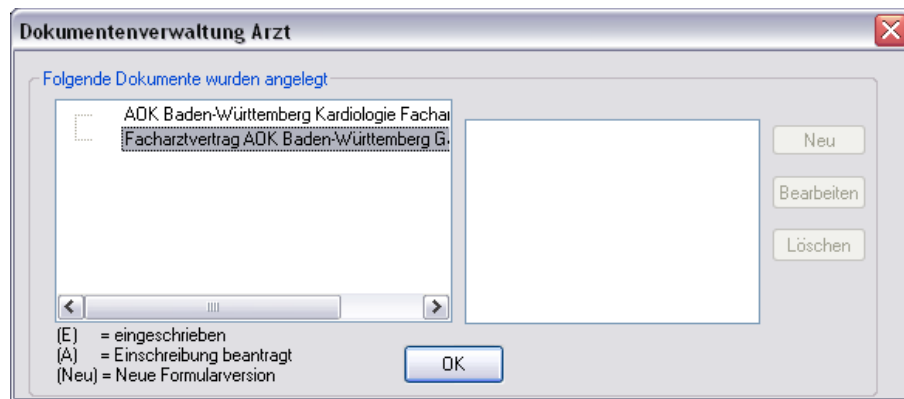 Dokumentenverwaltung Arzt
Folgende Dokumente wurden angelegt
AOK Baden-Württemberg Kardiologie
Facharztvertrag AOK Baden-Württemberg
Neu
Bearbeiten
Löschen
(E) = eingeschrieben
(A) = Einschreibung beantragt
(Neu) = Neue Formularversion
OK